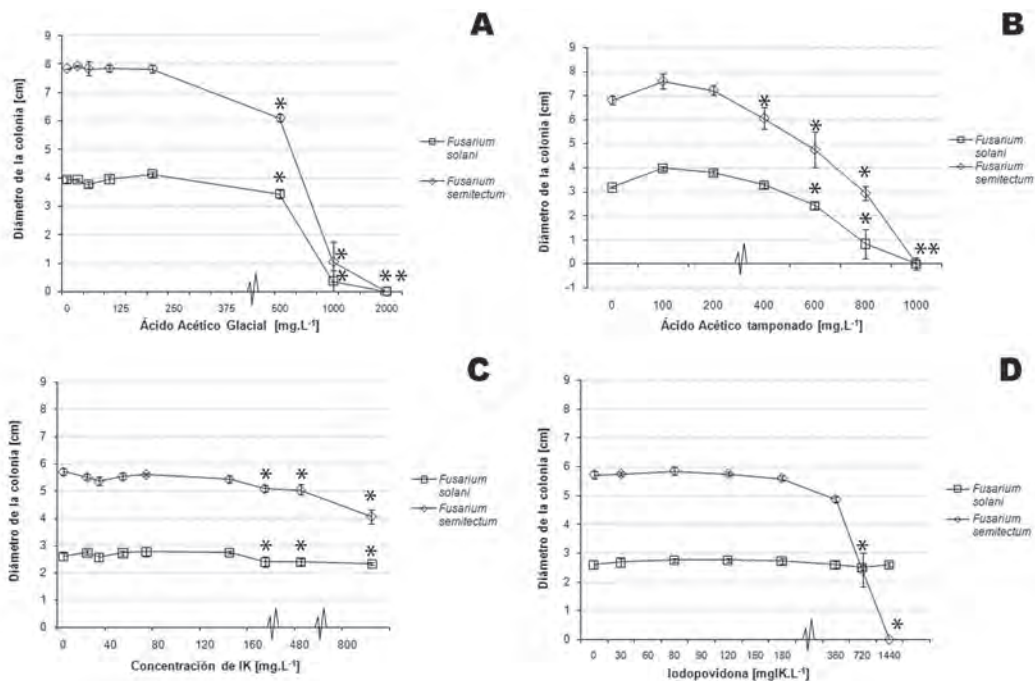 A
Diámetro de la colonia [cm]
9
8
7
6
5
4
3
2
1
0
* * * * *
0 125 250 375 500 1000 2000
Ácido Acético Glacial [mg.L-1]
Fusarium solani
Fusarium semitectum
B
Diámetro de la colonia [cm]
9
8
7
6
5
4
3
2
1
0
-1
* * * * * **
0 100 200 400 600 800 1000
Ácido Acético tamponado [mg.L-1]
Fusarium solani
Fusarium semitectum
C
Diámetro de la colonia [cm]
9
8
7
6
5
4
3
2
1
0
* * *
* * *
0 40 80 120 160 480 800
Concentración de IK [mg.L-1]
Fusarium solani
Fusarium semitectum
D
Diámetro de la colonia [cm]
9
8
7
6
5
4
3
2
1
0
* *
0 30 60 80 120 180 360 720 1440
Iodopovidona [mgIK.L-1]
Fusarium solani
Fusarium semitectum